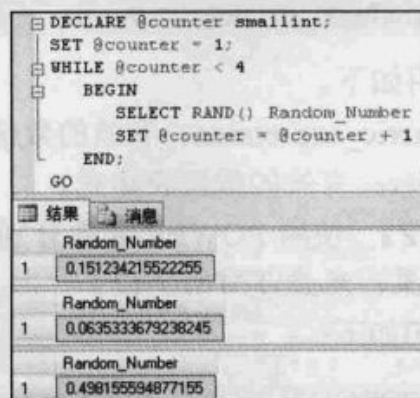 DECLARE @counter smallint;
SET @counter = 1;
WHILE @counter < 4
BEGIN
SELECT RAND() Random_Number
SET @counter = @counter + 1
END;
GO
结果 消息
Random_Number
1 0.151234215522255
Random_Number
1 0.0635333679238245
Random_Number
1 0.498155594877155